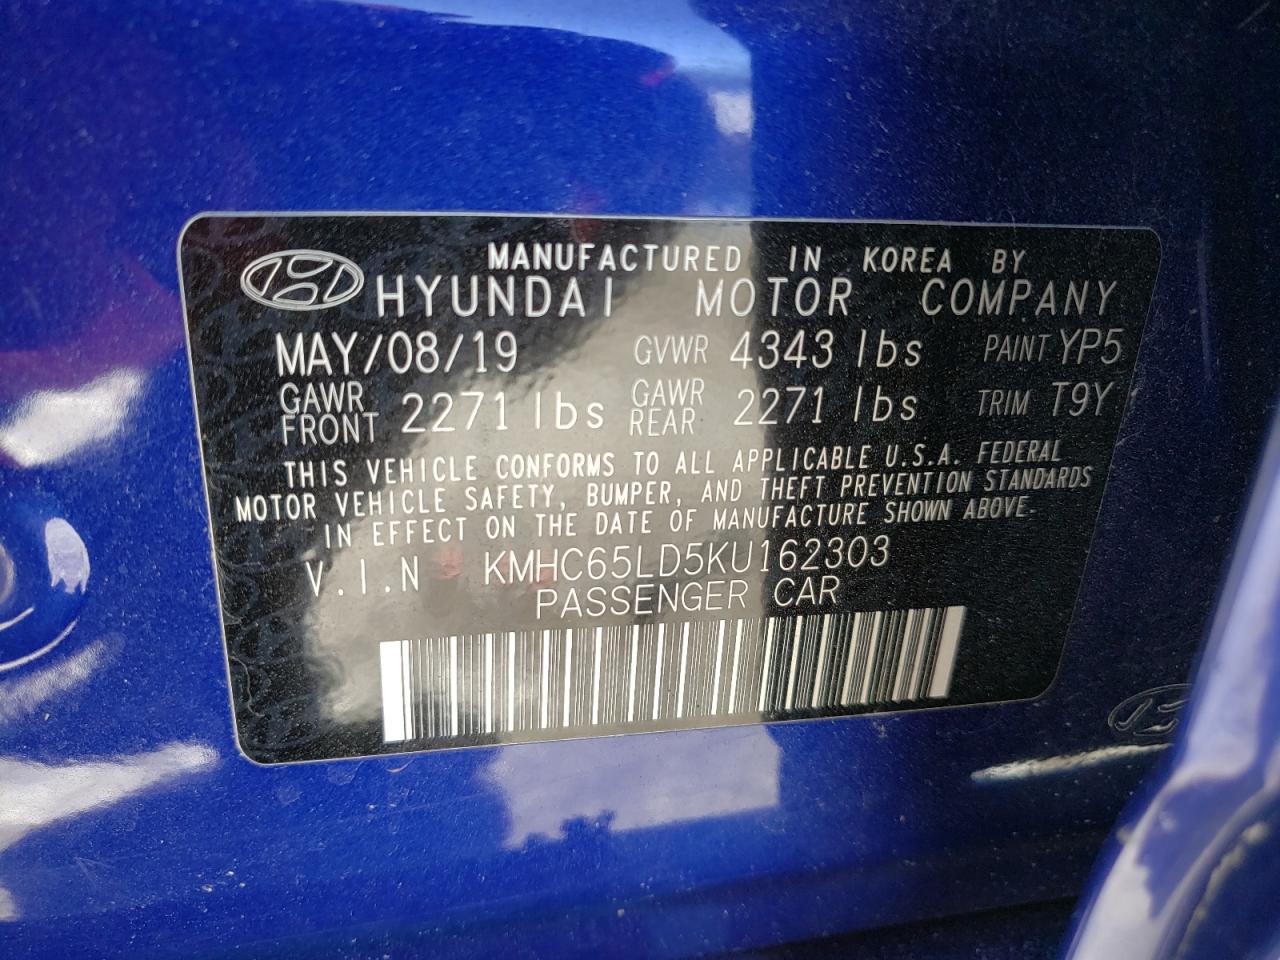 MANUFACTURED IN KOREA BY
HYUNDAI MOTOR COMPANY
MAY/08/19 GVWR 4343 lbs PAINT YP5
GAWR FRONT 2271 lbs GAWR REAR 2271 lbs TRIM T9Y
THIS VEHICLE CONFORMS TO ALL APPLICABLE U.S.A. FEDERAL
MOTOR VEHICLE SAFETY, BUMPER, AND THEFT PREVENTION STANDARDS
IN EFFECT ON THE DATE OF MANUFACTURE SHOWN ABOVE.
V.I.N KMHC65LD5KU162303
PASSENGER CAR